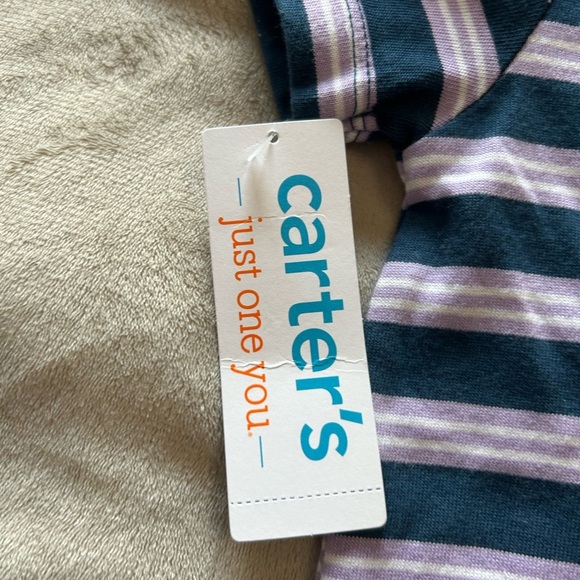 carter's
— just one you.® —